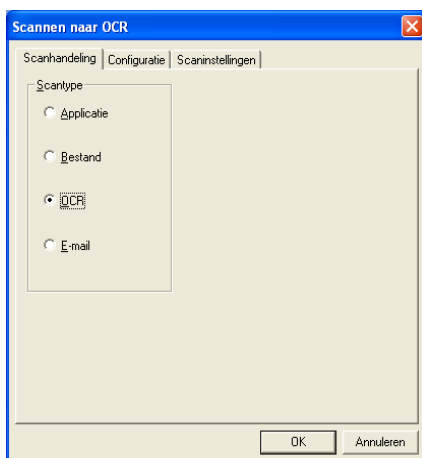 Scannen naar OCR
Scanhandeling Configuratie Scaninstellingen
Scantype
Applicatie
Bestand
OCR
E-mail
OK Annuleren